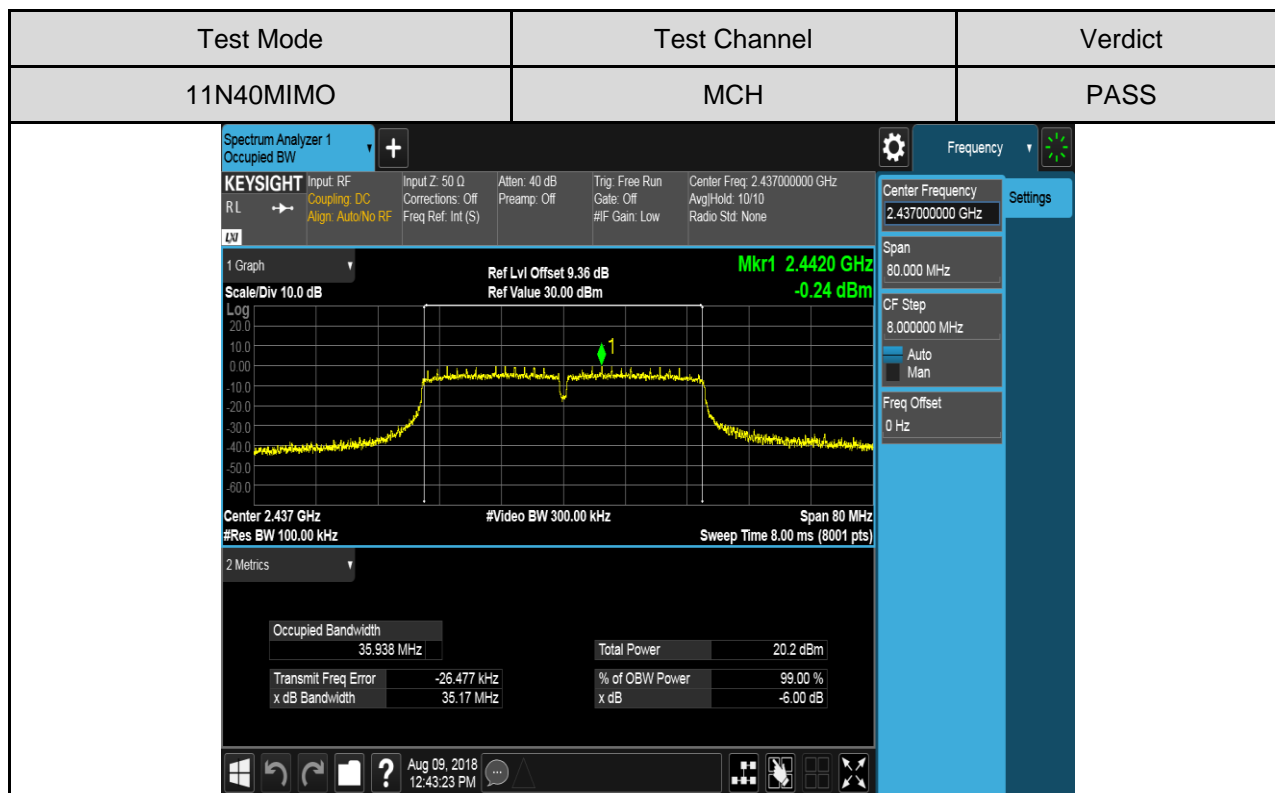 Test Mode Test Channel Verdict
11N40MIMO MCH PASS
Spectrum Analyzer 1
Occupied BW
+
Frequency
KEYSIGHT Input: RF Input Z: 50 Ω Atten: 40 dB Trig: Free Run Center Freq: 2.437000000 GHz
RL Coupling: DC Corrections: Off Preamp: Off Gate: Off Avg|Hold: 10/10
Align: Auto/No RF Freq Ref: Int (S) #IF Gain: Low Radio Std: None
LXI
Center Frequency
2.437000000 GHz
Settings
Span
80.000 MHz
CF Step
8.000000 MHz
Auto
Man
Freq Offset
0 Hz
1 Graph Ref Lvl Offset 9.36 dB Mkr1 2.4420 GHz
Scale/Div 10.0 dB Ref Value 30.00 dBm -0.24 dBm
Log
20.0
10.0
0.00
-10.0
-20.0
-30.0
-40.0
-50.0
-60.0
1
Center 2.437 GHz #Video BW 300.00 kHz Span 80 MHz
#Res BW 100.00 kHz Sweep Time 8.00 ms (8001 pts)
2 Metrics
Occupied Bandwidth
35.938 MHz Total Power 20.2 dBm
Transmit Freq Error -26.477 kHz % of OBW Power 99.00 %
x dB Bandwidth 35.17 MHz x dB -6.00 dB
? Aug 09, 2018
12:43:23 PM